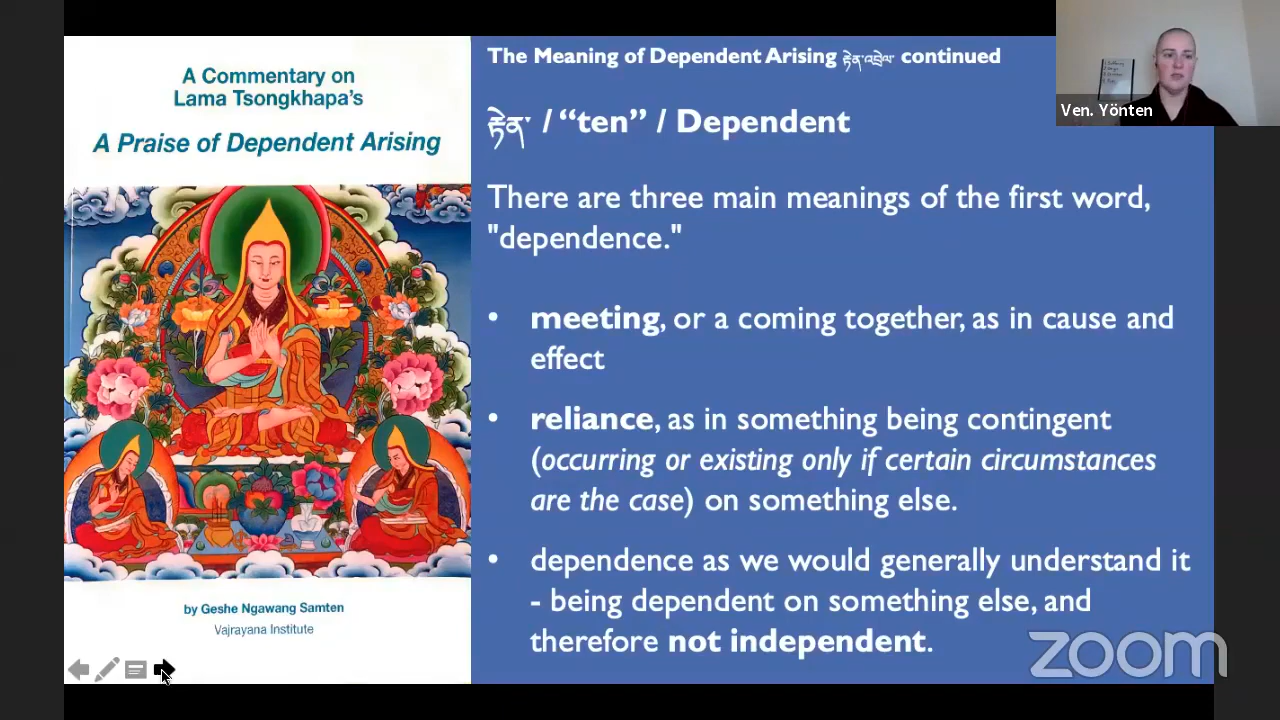 A Commentary on
Lama Tsongkhapa's
A Praise of Dependent Arising
by Geshe Ngawang Samten
Vajrayana Institute
The Meaning of Dependent Arising རྟེན་འབྲེལ་ continued
རྟེན་ / “ten” / Dependent
There are three main meanings of the first word,
"dependence."
• meeting, or a coming together, as in cause and
effect
• reliance, as in something being contingent
(occurring or existing only if certain circumstances
are the case) on something else.
• dependence as we would generally understand it
- being dependent on something else, and
therefore not independent.
Ven. Yönten
zoom